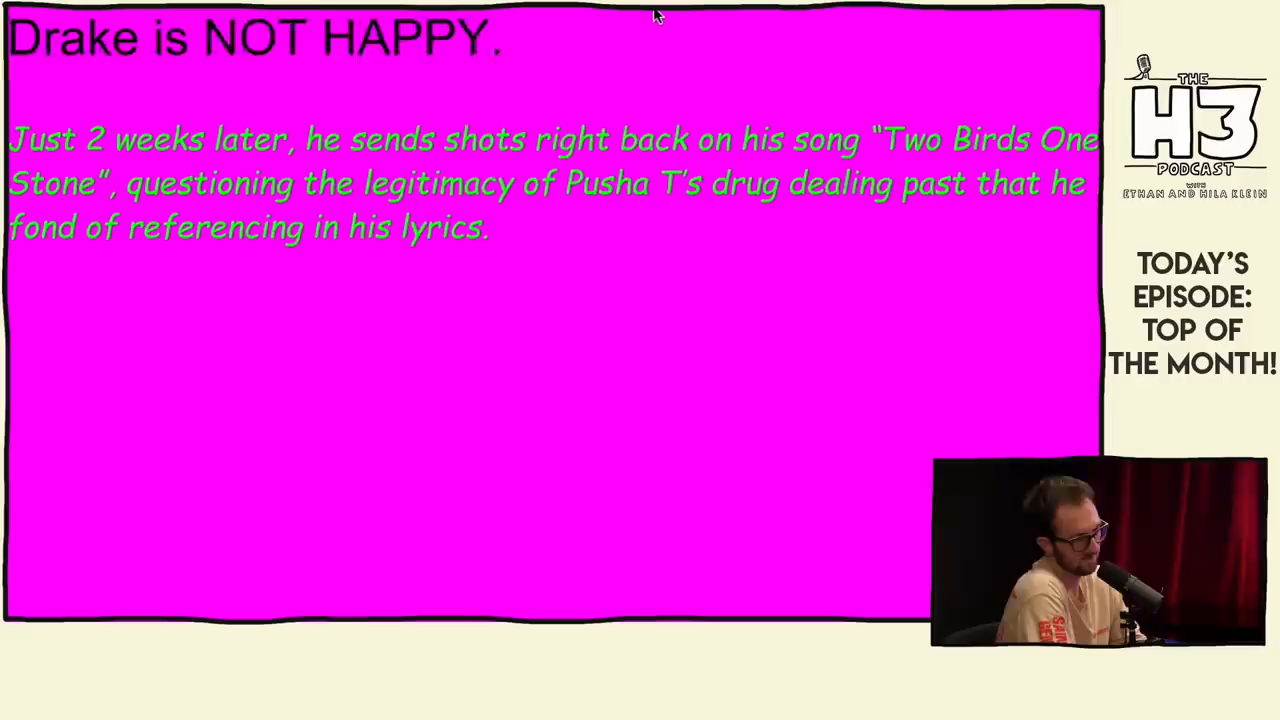 Drake is NOT HAPPY.
Just 2 weeks later, he sends shots right back on his song “Two Birds One
Stone”, questioning the legitimacy of Pusha T’s drug dealing past that he
fond of referencing in his lyrics.
THE
H3
PODCAST
WITH
ETHAN AND HILA KLEIN
TODAY’S
EPISODE:
TOP OF
THE MONTH!